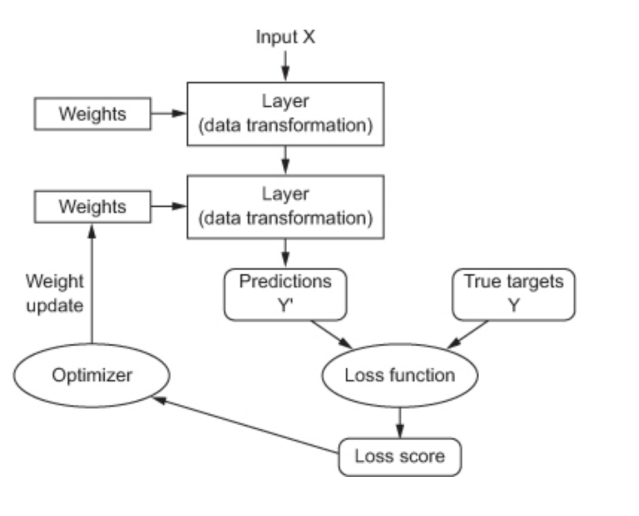 Input X
Weights
Layer
(data transformation)
Weights
Layer
(data transformation)
Weight
update
Predictions
Y'
True targets
Y
Optimizer
Loss function
Loss score